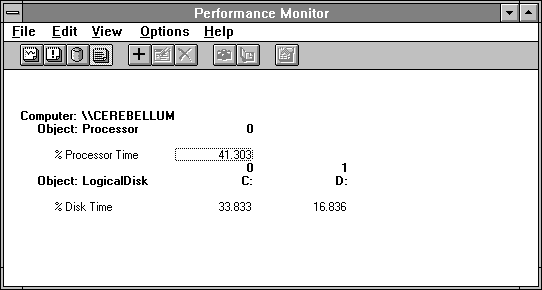 Performance Monitor
File Edit View Options Help
Computer: \\CEREBELLUM
Object: Processor 0
% Processor Time 41.303
0 1
Object: LogicalDisk C: D:
% Disk Time 33.833 16.836